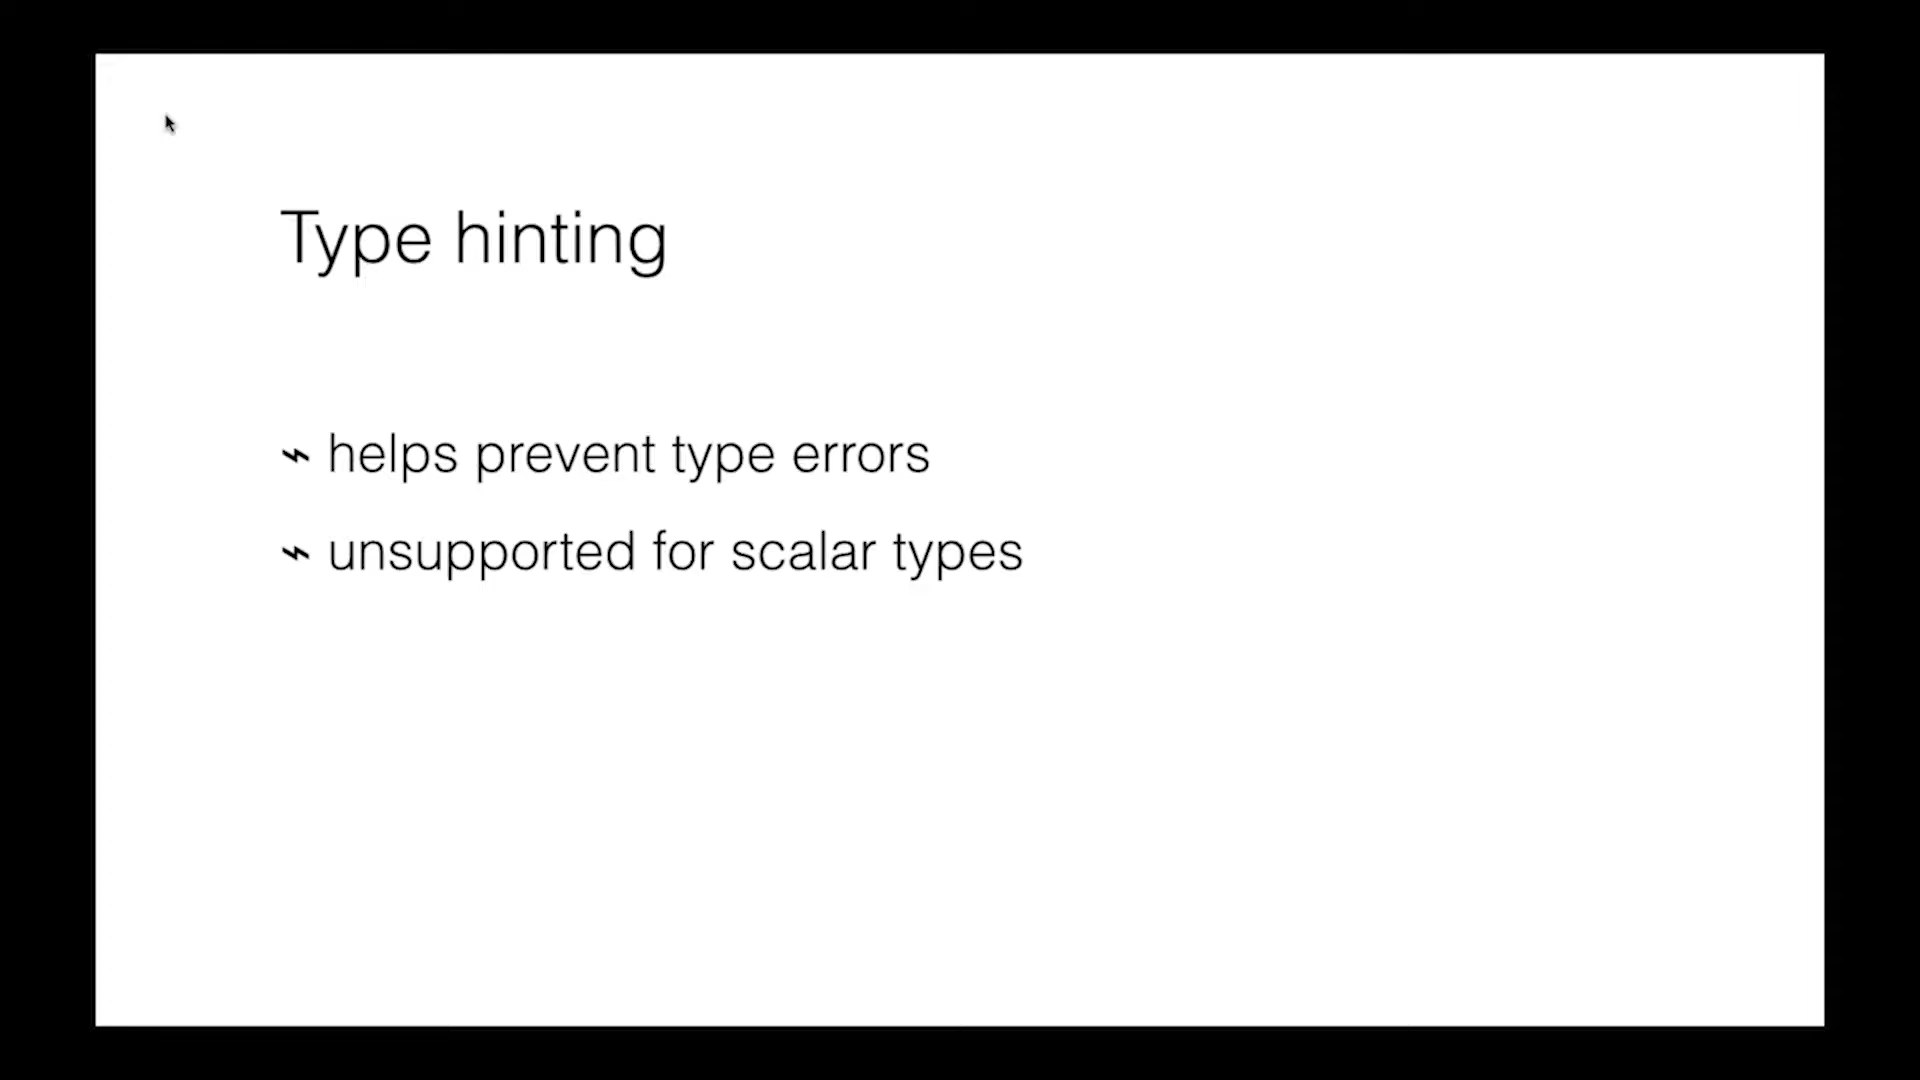 Type hinting
helps prevent type errors
unsupported for scalar types